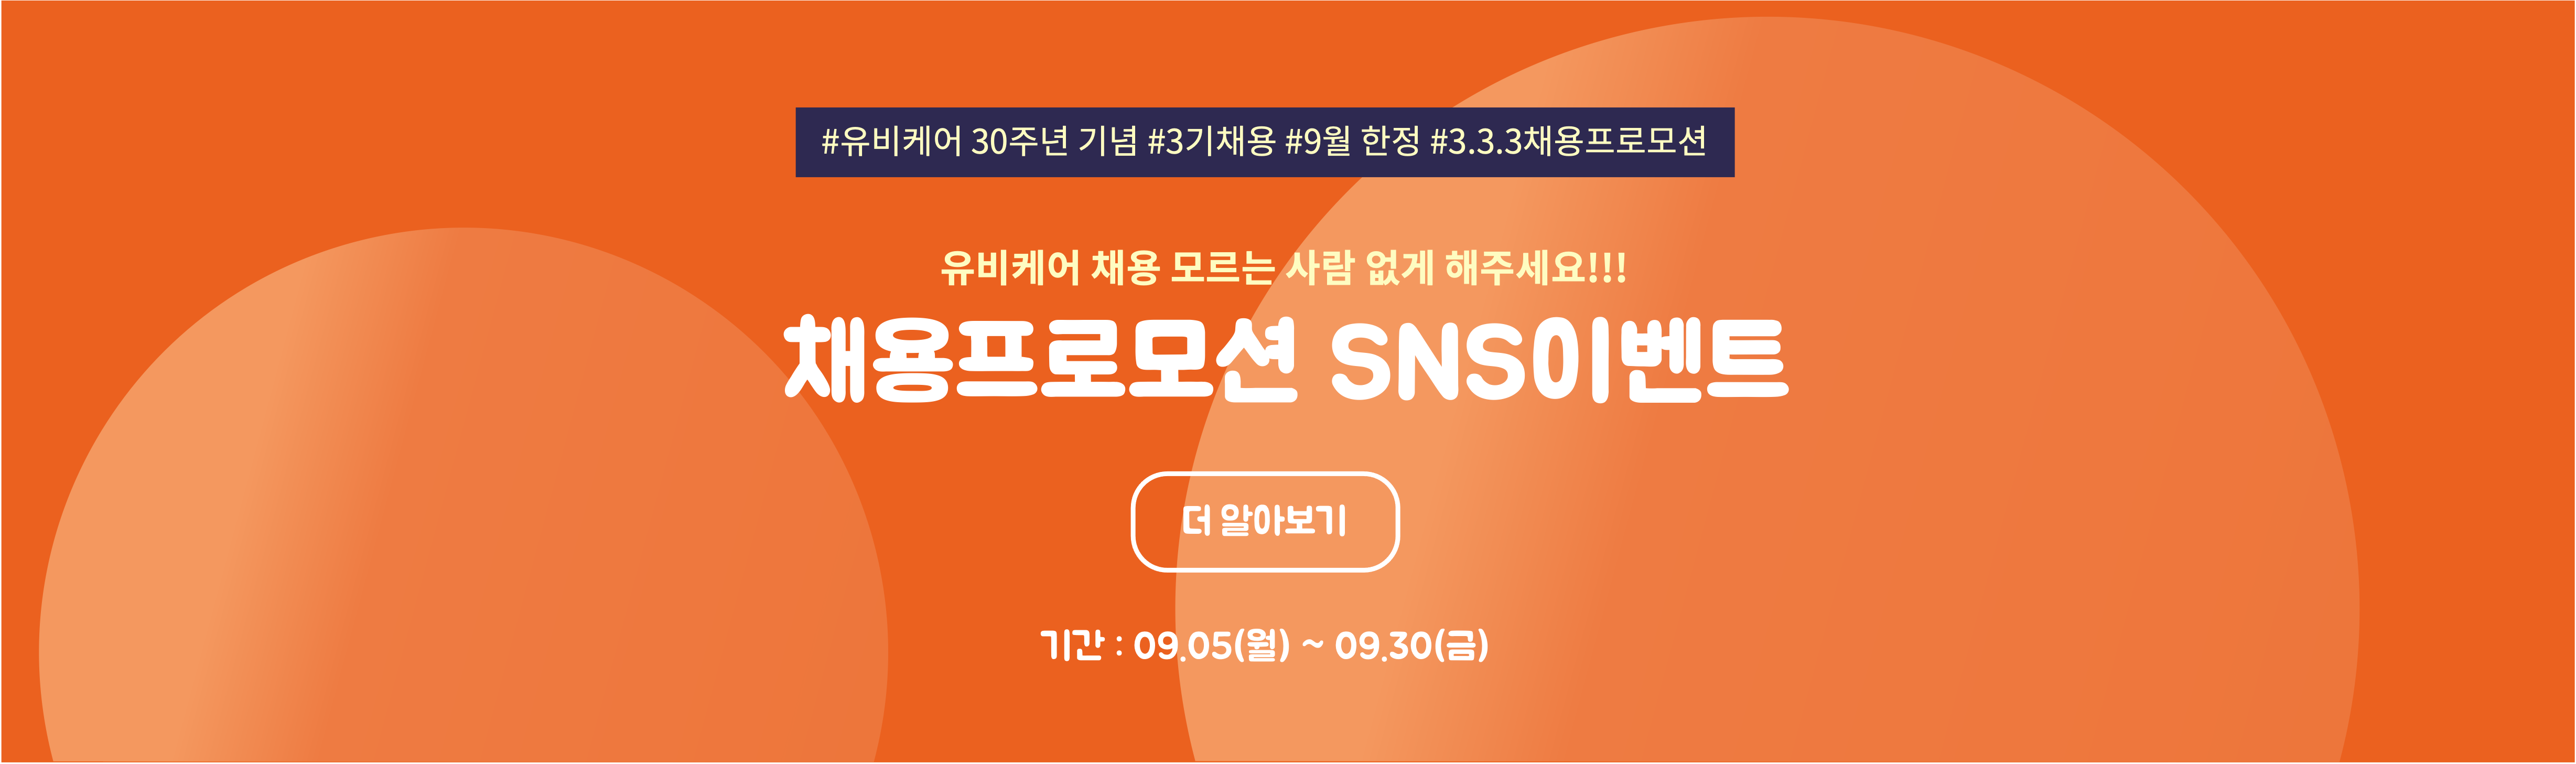 #유비케어 30주년 기념 #3기채용 #9월 한정 #3.3.3채용프로모션
유비케어 채용 모르는 사람 없게 해주세요!!!
채용프로모션 SNS이벤트
더 알아보기
기간 : 09.05(월) ~ 09.30(금)